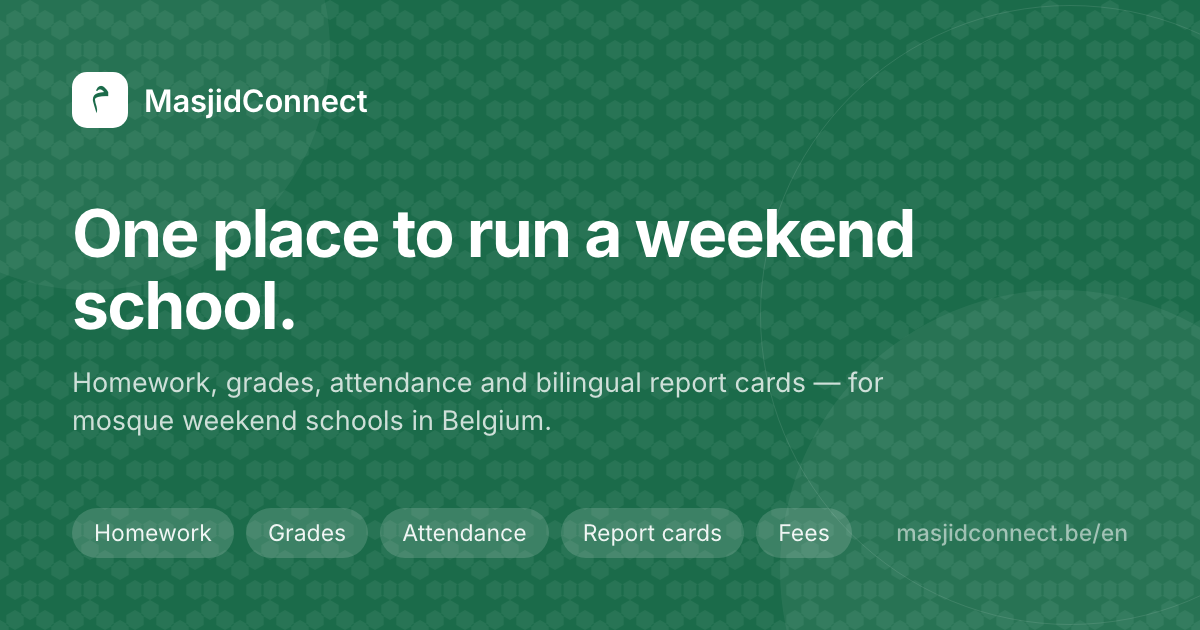 م
MasjidConnect
One place to run a weekend
school.
Homework, grades, attendance and bilingual report cards — for
mosque weekend schools in Belgium.
Homework Grades Attendance Report cards Fees masjidconnect.be/en